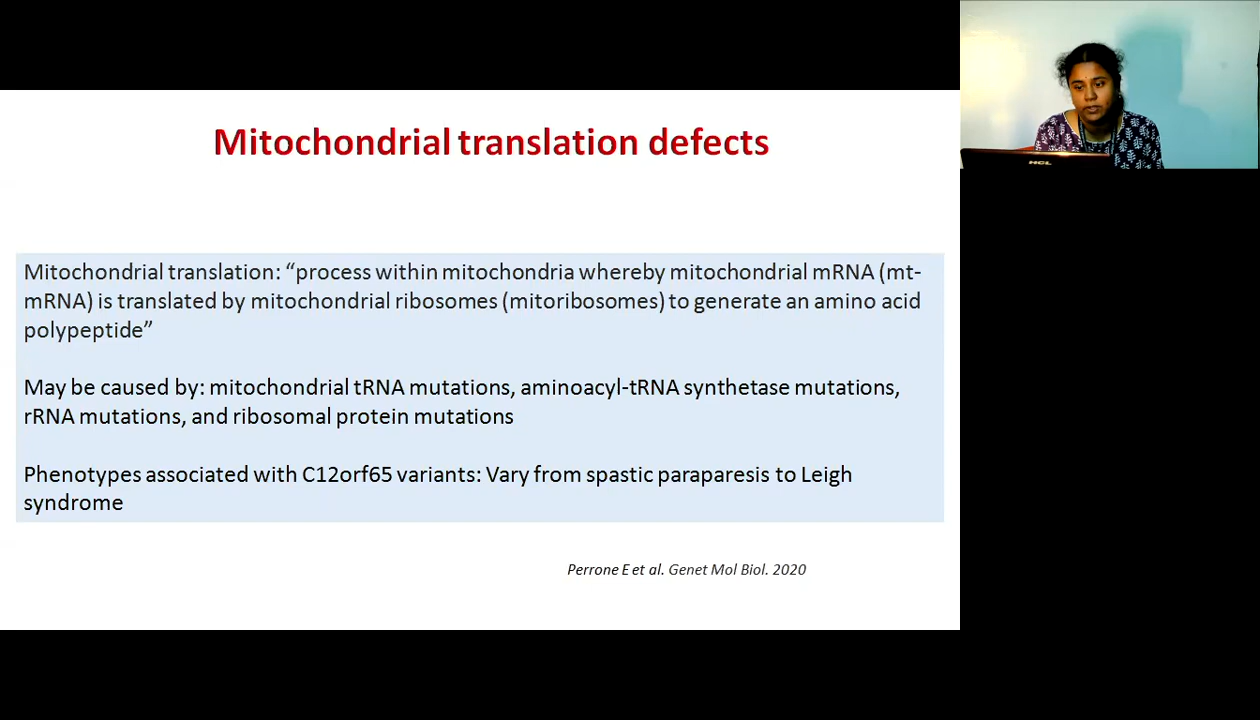 Mitochondrial translation defects
Mitochondrial translation: “process within mitochondria whereby mitochondrial mRNA (mt-
mRNA) is translated by mitochondrial ribosomes (mitoribosomes) to generate an amino acid
polypeptide”
May be caused by: mitochondrial tRNA mutations, aminoacyl-tRNA synthetase mutations,
rRNA mutations, and ribosomal protein mutations
Phenotypes associated with C12orf65 variants: Vary from spastic paraparesis to Leigh
syndrome
Perrone E et al. Genet Mol Biol. 2020
HCL